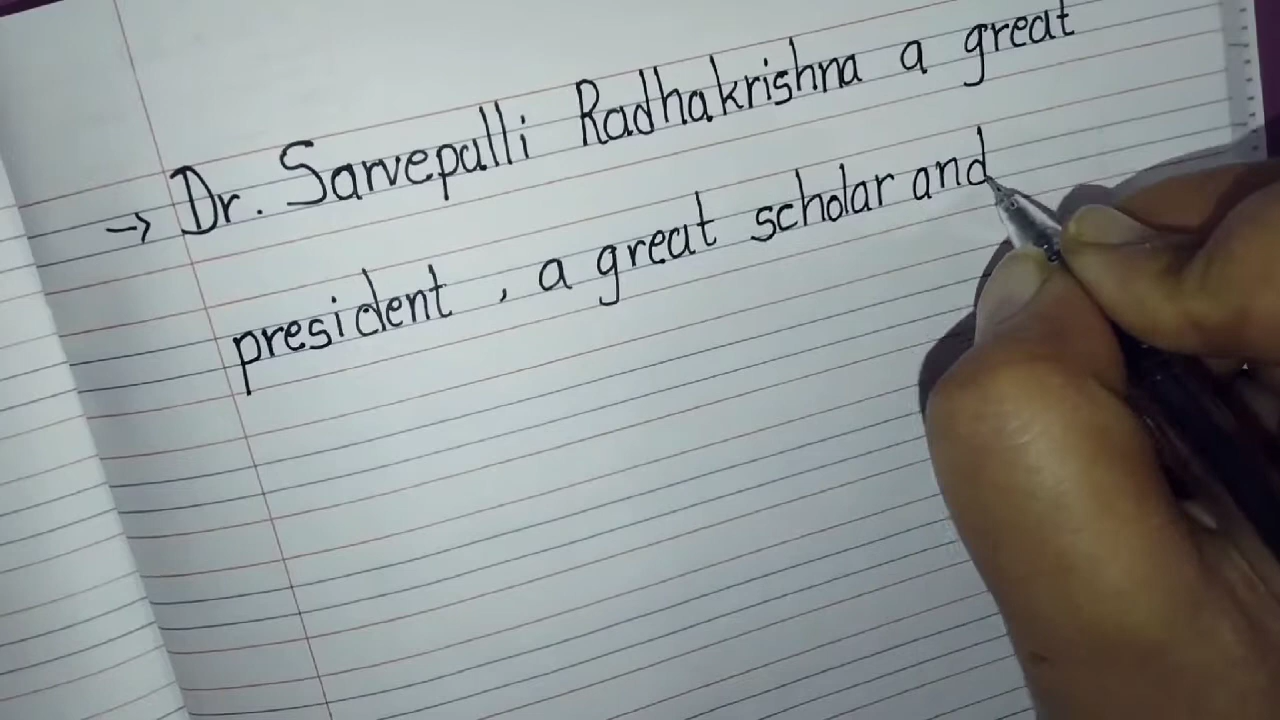 → Dr. Sarvepalli Radhakrishna a great
president , a great scholar and